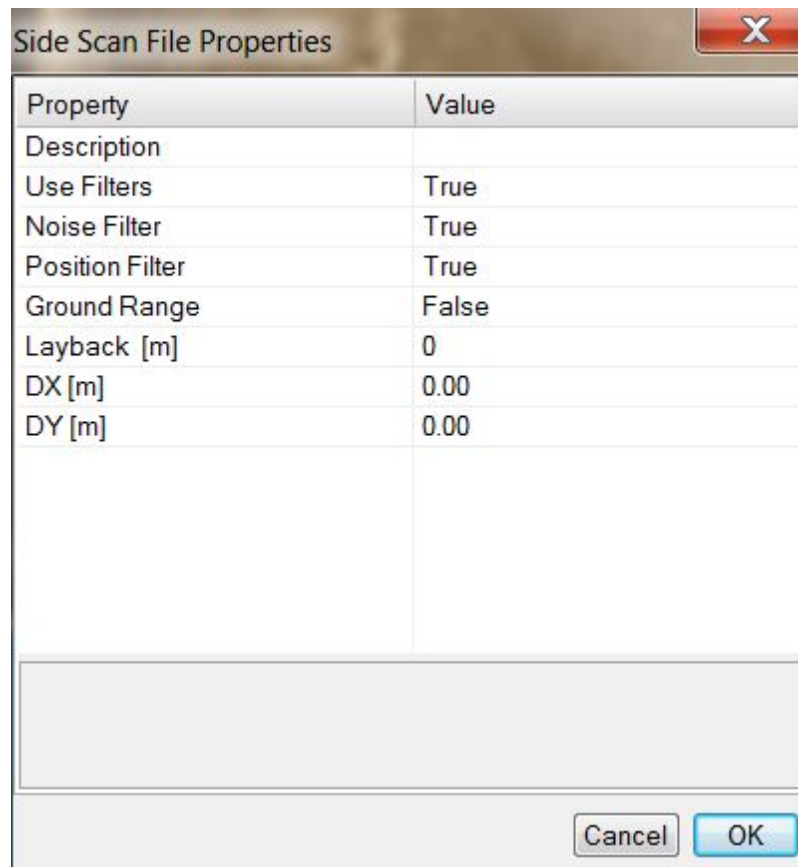 Side Scan File Properties
Property Value
Description
Use Filters True
Noise Filter True
Position Filter True
Ground Range False
Layback [m] 0
DX [m] 0.00
DY [m] 0.00
Cancel OK